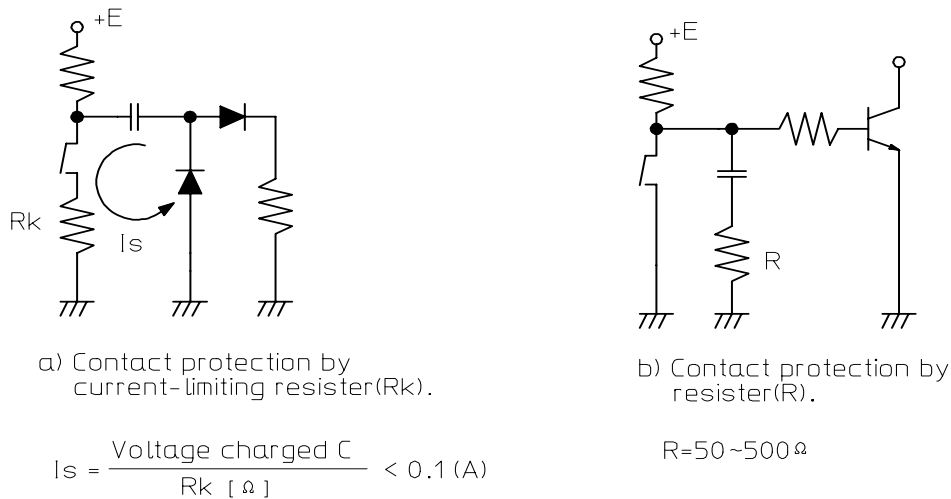 +E
Rk
Is
a) Contact protection by
current-limiting resister(Rk).
Is = Voltage charged C / Rk [Ω] < 0.1 (A)
+E
R
b) Contact protection by
resister(R).
R=50~500Ω